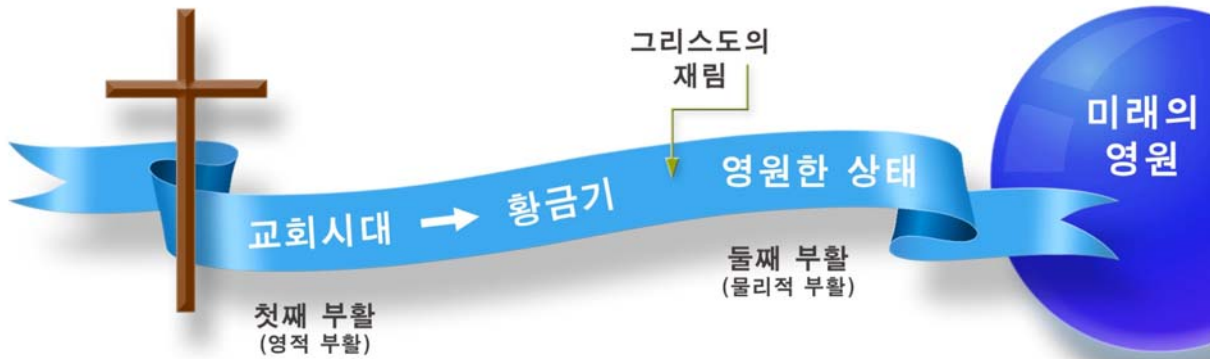 그리스도의
재림
교회시대
황금기
영원한 상태
미래의
영원
첫째 부활
(영적 부활)
둘째 부활
(물리적 부활)